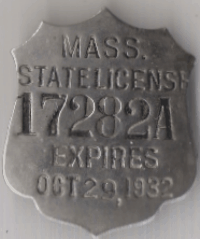 MASS.
STATE LICENSE
17282A
EXPIRES
OCT 29, 1932